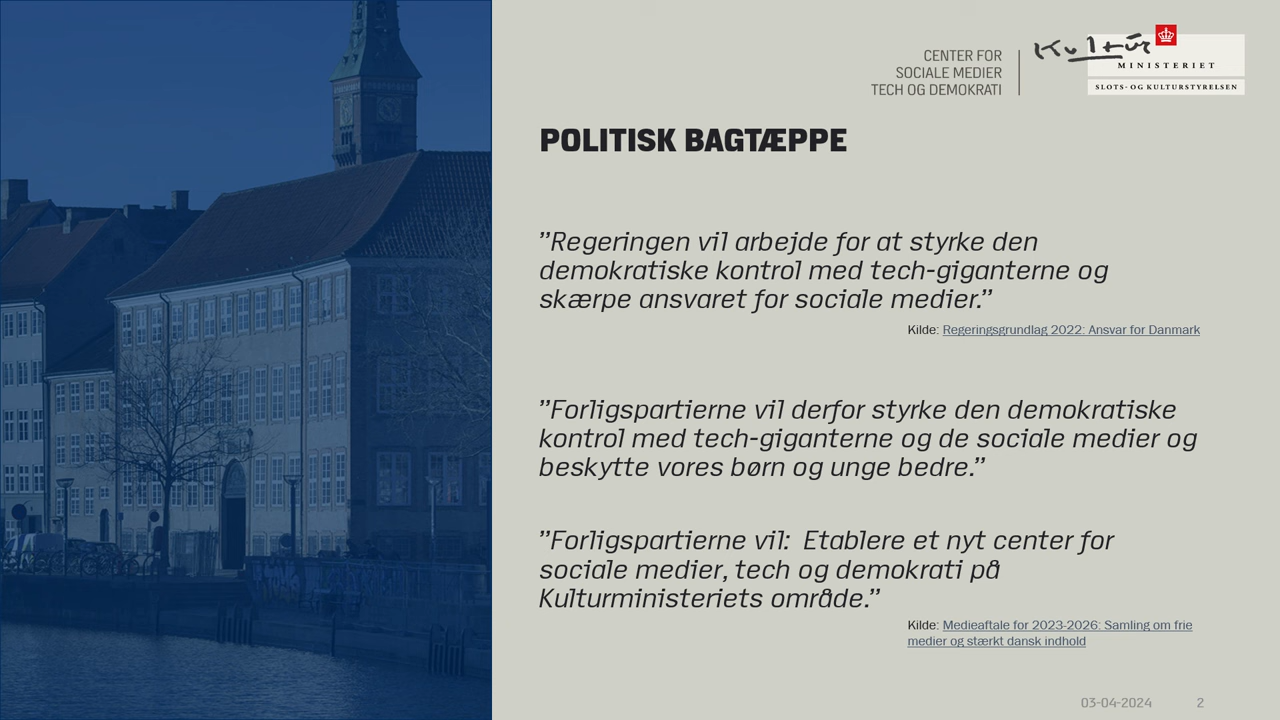 CENTER FOR
SOCIALE MEDIER
TECH OG DEMOKRATI
Kultur
MINISTERIET
SLOTS- OG KULTURSTYRELSEN
POLITISK BAGTÆPPE
”Regeringen vil arbejde for at styrke den
demokratiske kontrol med tech-giganterne og
skærpe ansvaret for sociale medier.”
Kilde: Regeringsgrundlag 2022: Ansvar for Danmark
”Forligspartierne vil derfor styrke den demokratiske
kontrol med tech-giganterne og de sociale medier og
beskytte vores børn og unge bedre.”
”Forligspartierne vil:  Etablere et nyt center for
sociale medier, tech og demokrati på
Kulturministeriets område.”
Kilde: Medieaftale for 2023-2026: Samling om frie
medier og stærkt dansk indhold
03-04-2024 2